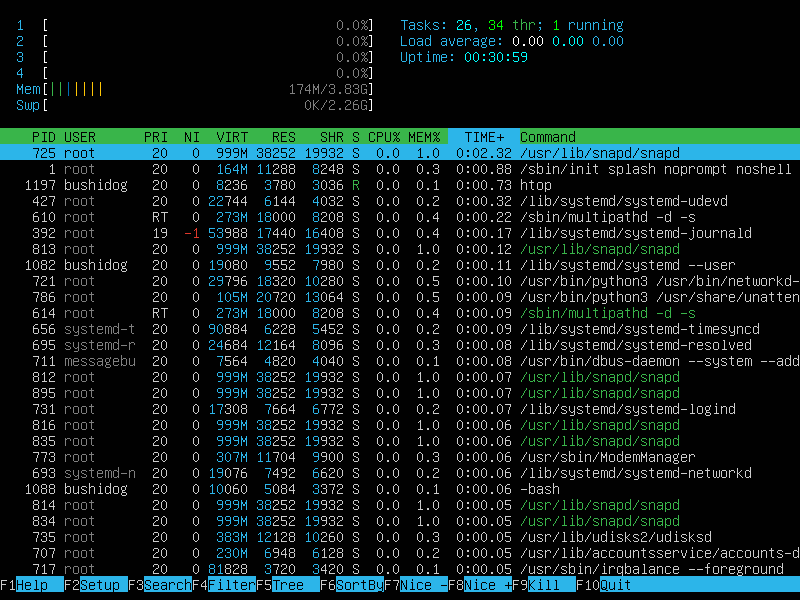 1 [ 0.0%] Tasks: 26, 34 thr; 1 running
2 [ 0.0%] Load average: 0.00 0.00 0.00
3 [ 0.0%] Uptime: 00:30:59
4 [ 0.0%]
Mem[||||||| 174M/3.83G]
Swp[ 0K/2.26G]
PID USER PRI NI VIRT RES SHR S CPU% MEM% TIME+ Command
725 root 20 0 999M 38252 19932 S 0.0 1.0 0:02.32 /usr/lib/snapd/snapd
1 root 20 0 164M 11288 8248 S 0.0 0.3 0:00.88 /sbin/init splash noprompt noshell
1197 bushidog 20 0 8236 3780 3036 R 0.0 0.1 0:00.73 htop
427 root 20 0 22744 6144 4032 S 0.0 0.2 0:00.32 /lib/systemd/systemd-udevd
610 root RT 0 273M 18000 8208 S 0.0 0.4 0:00.22 /sbin/multipathd -d -s
392 root 19 -1 53988 17440 16408 S 0.0 0.4 0:00.17 /lib/systemd/systemd-journald
813 root 20 0 999M 38252 19932 S 0.0 1.0 0:00.12 /usr/lib/snapd/snapd
1082 bushidog 20 0 19080 9552 7980 S 0.0 0.2 0:00.11 /lib/systemd/systemd --user
721 root 20 0 29796 18320 10280 S 0.0 0.5 0:00.10 /usr/bin/python3 /usr/bin/networkd-
786 root 20 0 105M 20720 13064 S 0.0 0.5 0:00.09 /usr/bin/python3 /usr/share/unatten
614 root RT 0 273M 18000 8208 S 0.0 0.4 0:00.09 /sbin/multipathd -d -s
656 systemd-t 20 0 90884 6228 5452 S 0.0 0.2 0:00.09 /lib/systemd/systemd-timesyncd
695 systemd-r 20 0 24684 12164 8096 S 0.0 0.3 0:00.08 /lib/systemd/systemd-resolved
711 messagebu 20 0 7564 4820 4040 S 0.0 0.1 0:00.08 /usr/bin/dbus-daemon --system --add
812 root 20 0 999M 38252 19932 S 0.0 1.0 0:00.07 /usr/lib/snapd/snapd
895 root 20 0 999M 38252 19932 S 0.0 1.0 0:00.07 /usr/lib/snapd/snapd
731 root 20 0 17308 7664 6772 S 0.0 0.2 0:00.07 /lib/systemd/systemd-logind
816 root 20 0 999M 38252 19932 S 0.0 1.0 0:00.06 /usr/lib/snapd/snapd
835 root 20 0 999M 38252 19932 S 0.0 1.0 0:00.06 /usr/lib/snapd/snapd
773 root 20 0 307M 11704 9900 S 0.0 0.3 0:00.06 /usr/sbin/ModemManager
693 systemd-n 20 0 19076 7492 6620 S 0.0 0.2 0:00.06 /lib/systemd/systemd-networkd
1088 bushidog 20 0 10060 5084 3372 S 0.0 0.1 0:00.06 -bash
814 root 20 0 999M 38252 19932 S 0.0 1.0 0:00.06 /usr/lib/snapd/snapd
834 root 20 0 999M 38252 19932 S 0.0 1.0 0:00.06 /usr/lib/snapd/snapd
735 root 20 0 383M 12128 10260 S 0.0 0.3 0:00.05 /usr/lib/udisks2/udisksd
707 root 20 0 230M 6948 6128 S 0.0 0.2 0:00.05 /usr/lib/accountsservice/accounts-d
717 root 20 0 81828 3720 3420 S 0.0 0.1 0:00.05 /usr/sbin/irqbalance --foreground
F1Help F2Setup F3SearchF4FilterF5Tree F6SortByF7Nice -F8Nice +F9Kill F10Quit